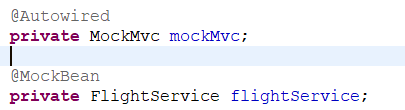 @Autowired
private MockMvc mockMvc;
@MockBean
private FlightService flightService;